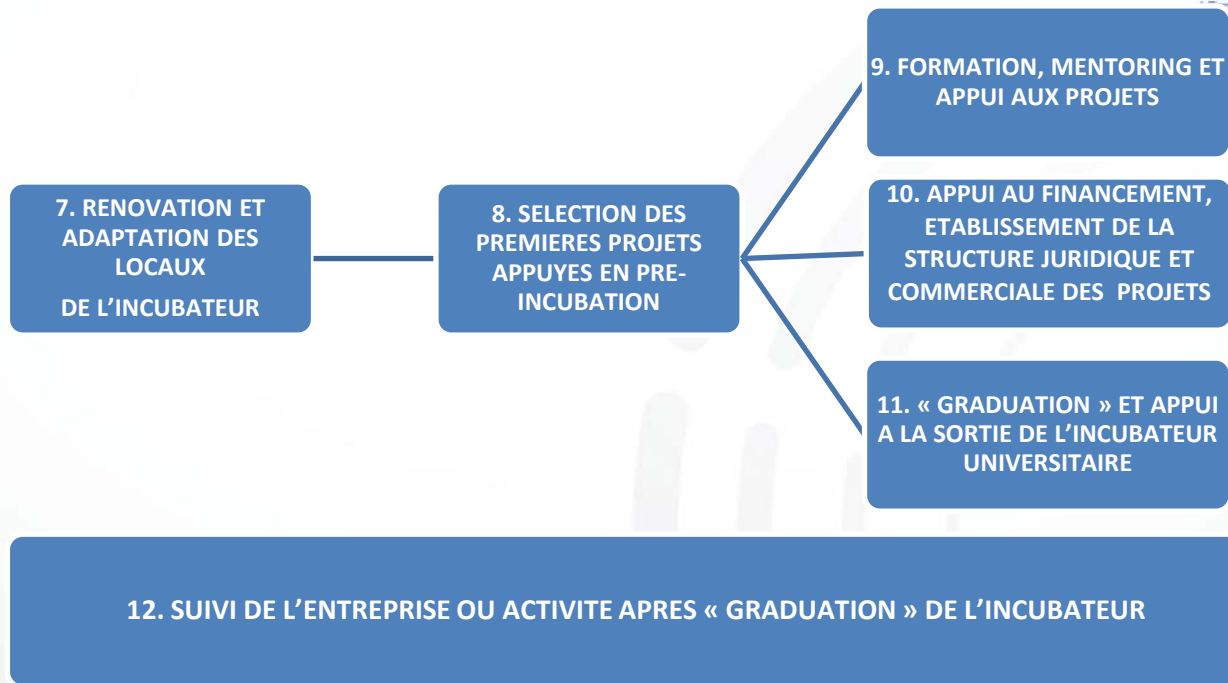 7. RENOVATION ET
ADAPTATION DES
LOCAUX
DE L’INCUBATEUR
8. SELECTION DES
PREMIERES PROJETS
APPUYES EN PRE-
INCUBATION
9. FORMATION, MENTORING ET
APPUI AUX PROJETS
10. APPUI AU FINANCEMENT,
ETABLISSEMENT DE LA
STRUCTURE JURIDIQUE ET
COMMERCIALE DES PROJETS
11. « GRADUATION » ET APPUI
A LA SORTIE DE L’INCUBATEUR
UNIVERSITAIRE
12. SUIVI DE L’ENTREPRISE OU ACTIVITE APRES « GRADUATION » DE L’INCUBATEUR